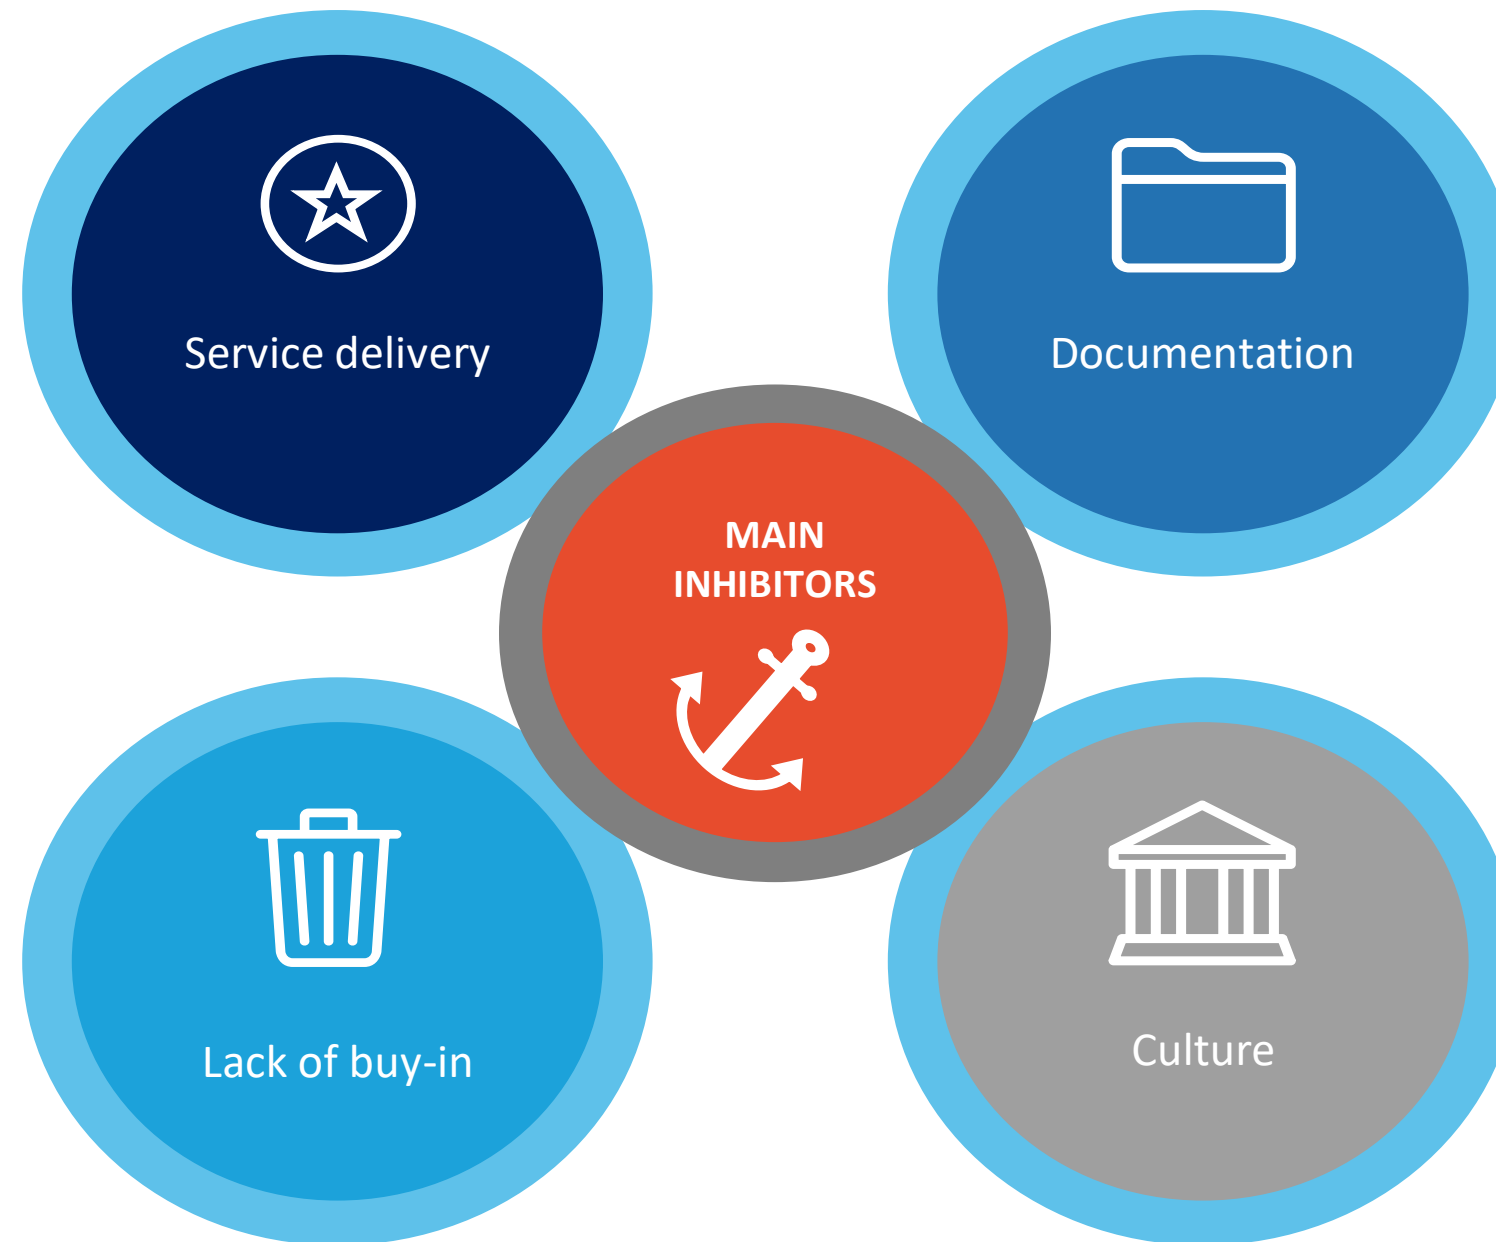 Service delivery
Documentation
MAIN
INHIBITORS
Lack of buy-in
Culture